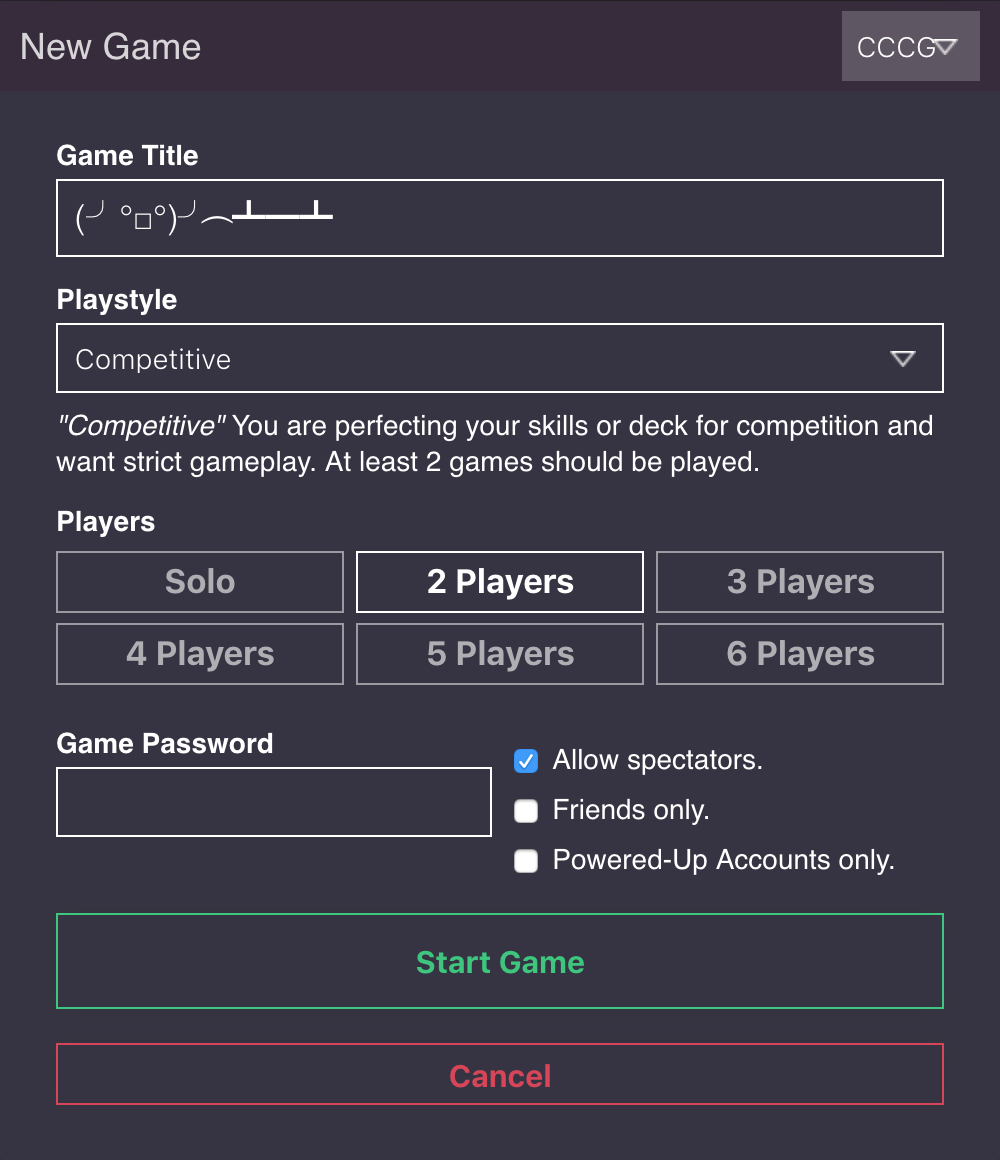 New Game
CCCG
Game Title
(╯°□°)╯︵┻━┻
Playstyle
Competitive
"Competitive" You are perfecting your skills or deck for competition and
want strict gameplay. At least 2 games should be played.
Players
Solo
2 Players
3 Players
4 Players
5 Players
6 Players
Game Password
Allow spectators.
Friends only.
Powered-Up Accounts only.
Start Game
Cancel